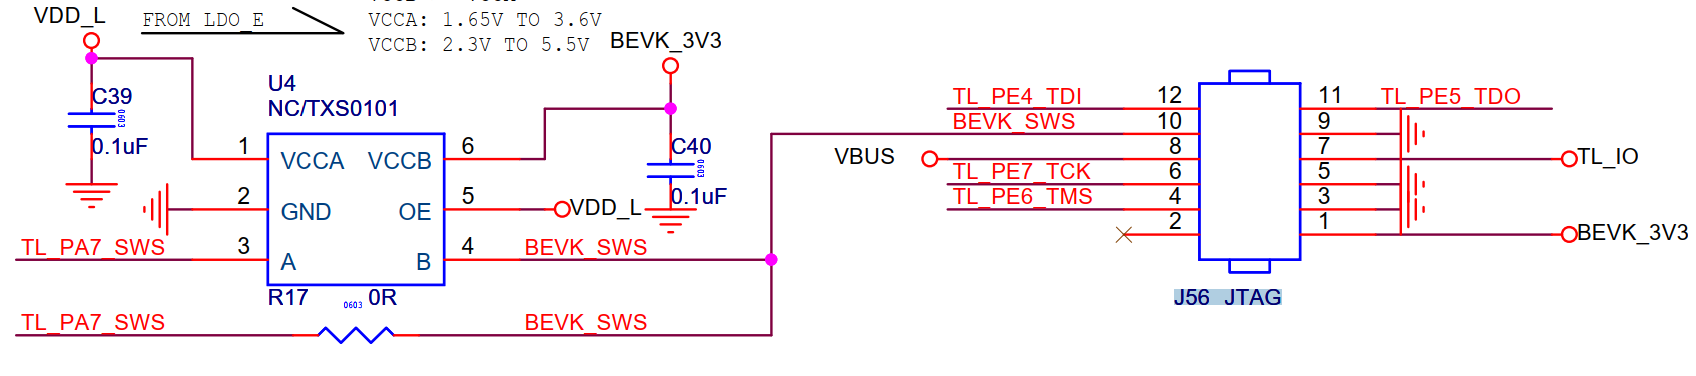 VDD_L
FROM LDO_E
VCCA: 1.65V TO 3.6V
VCCB: 2.3V TO 5.5V
BEVK_3V3
C39
0603
0.1uF
U4
NC/TXS0101
1
VCCA
VCCB
6
2
GND
OE
5
VDD_L
3
A
B
4
TL_PA7_SWS
BEVK_SWS
C40
0603
0.1uF
R17
0603
0R
TL_PA7_SWS
BEVK_SWS
TL_PE4_TDI
12
11
TL_PE5_TDO
BEVK_SWS
10
9
VBUS
8
7
TL_IO
TL_PE7_TCK
6
5
TL_PE6_TMS
4
3
2
1
BEVK_3V3
J56 JTAG